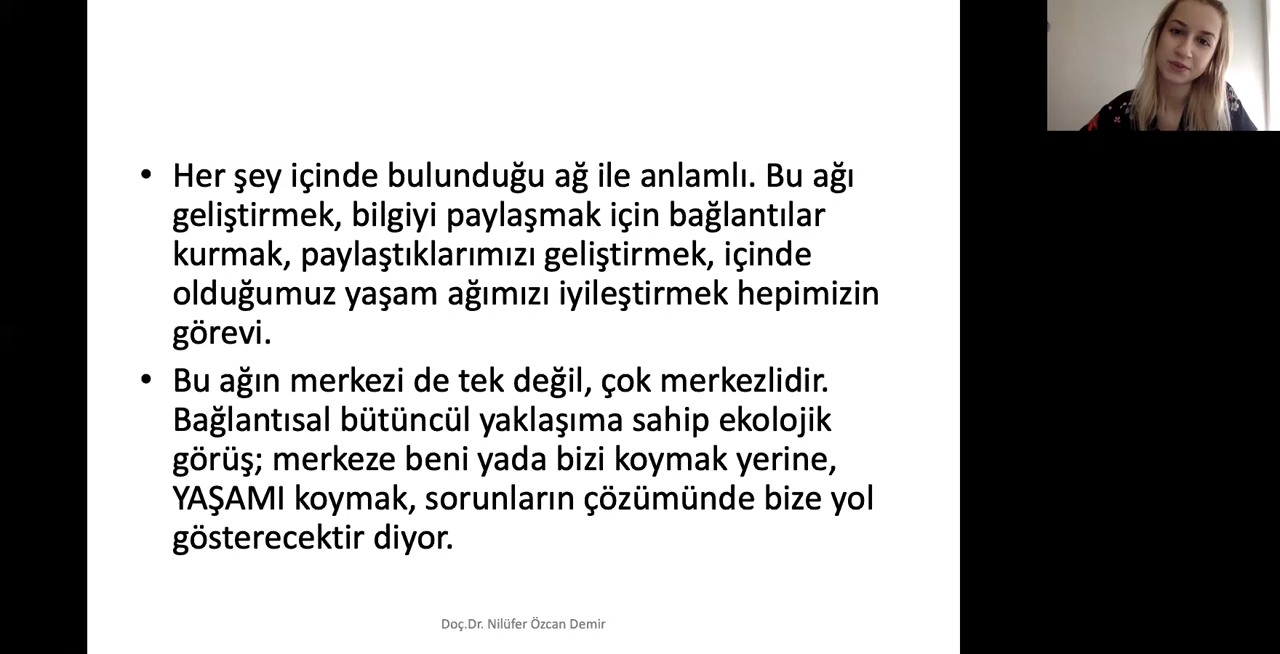 • Her şey içinde bulunduğu ağ ile anlamlı. Bu ağı
geliştirmek, bilgiyi paylaşmak için bağlantılar
kurmak, paylaştıklarımızı geliştirmek, içinde
olduğumuz yaşam ağımızı iyileştirmek hepimizin
görevi.
• Bu ağın merkezi de tek değil, çok merkezlidir.
Bağlantısal bütüncül yaklaşıma sahip ekolojik
görüş; merkeze beni yada bizi koymak yerine,
YAŞAMI koymak, sorunların çözümünde bize yol
gösterecektir diyor.
Doç.Dr. Nilüfer Özcan Demir